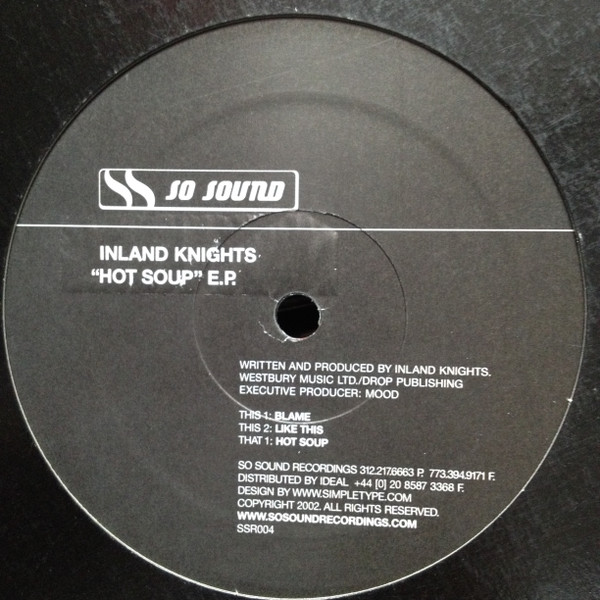 SO SOUND
INLAND KNIGHTS
“HOT SOUP” E.P.
WRITTEN AND PRODUCED BY INLAND KNIGHTS.
WESTBURY MUSIC LTD./DROP PUBLISHING
EXECUTIVE PRODUCER: MOOD
THIS 1: BLAME
THIS 2: LIKE THIS
THAT 1: HOT SOUP
SO SOUND RECORDINGS 312.217.6663 P. 773.394.9171 F.
DISTRIBUTED BY IDEAL +44 [0] 20 8587 3368 F.
DESIGN BY WWW.SIMPLETYPE.COM
COPYRIGHT 2002. ALL RIGHTS RESERVED.
WWW.SOSOUNDRECORDINGS.COM
SSR004